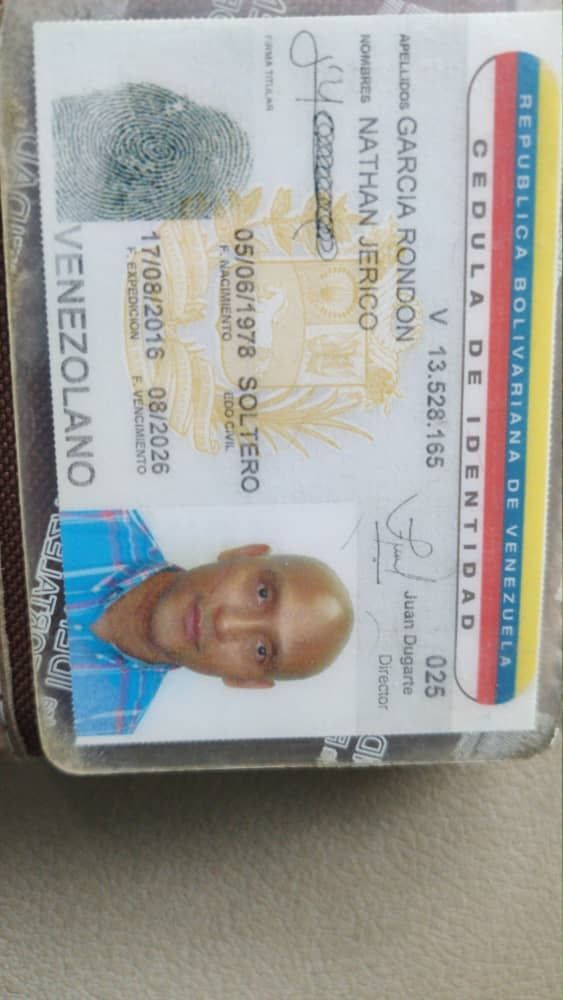 REPUBLICA BOLIVARIANA DE VENEZUELA
CEDULA DE IDENTIDAD
V 13.528.165
025
APELLIDOS GARCIA RONDON
Juan Dugarte
Director
NOMBRES NATHAN JERICO
FIRMA TITULAR
05/06/1978 SOLTERO
F. NACIMIENTO EDO CIVIL
17/08/2016 08/2026
F. EXPEDICION F. VENCIMIENTO
VENEZOLANO